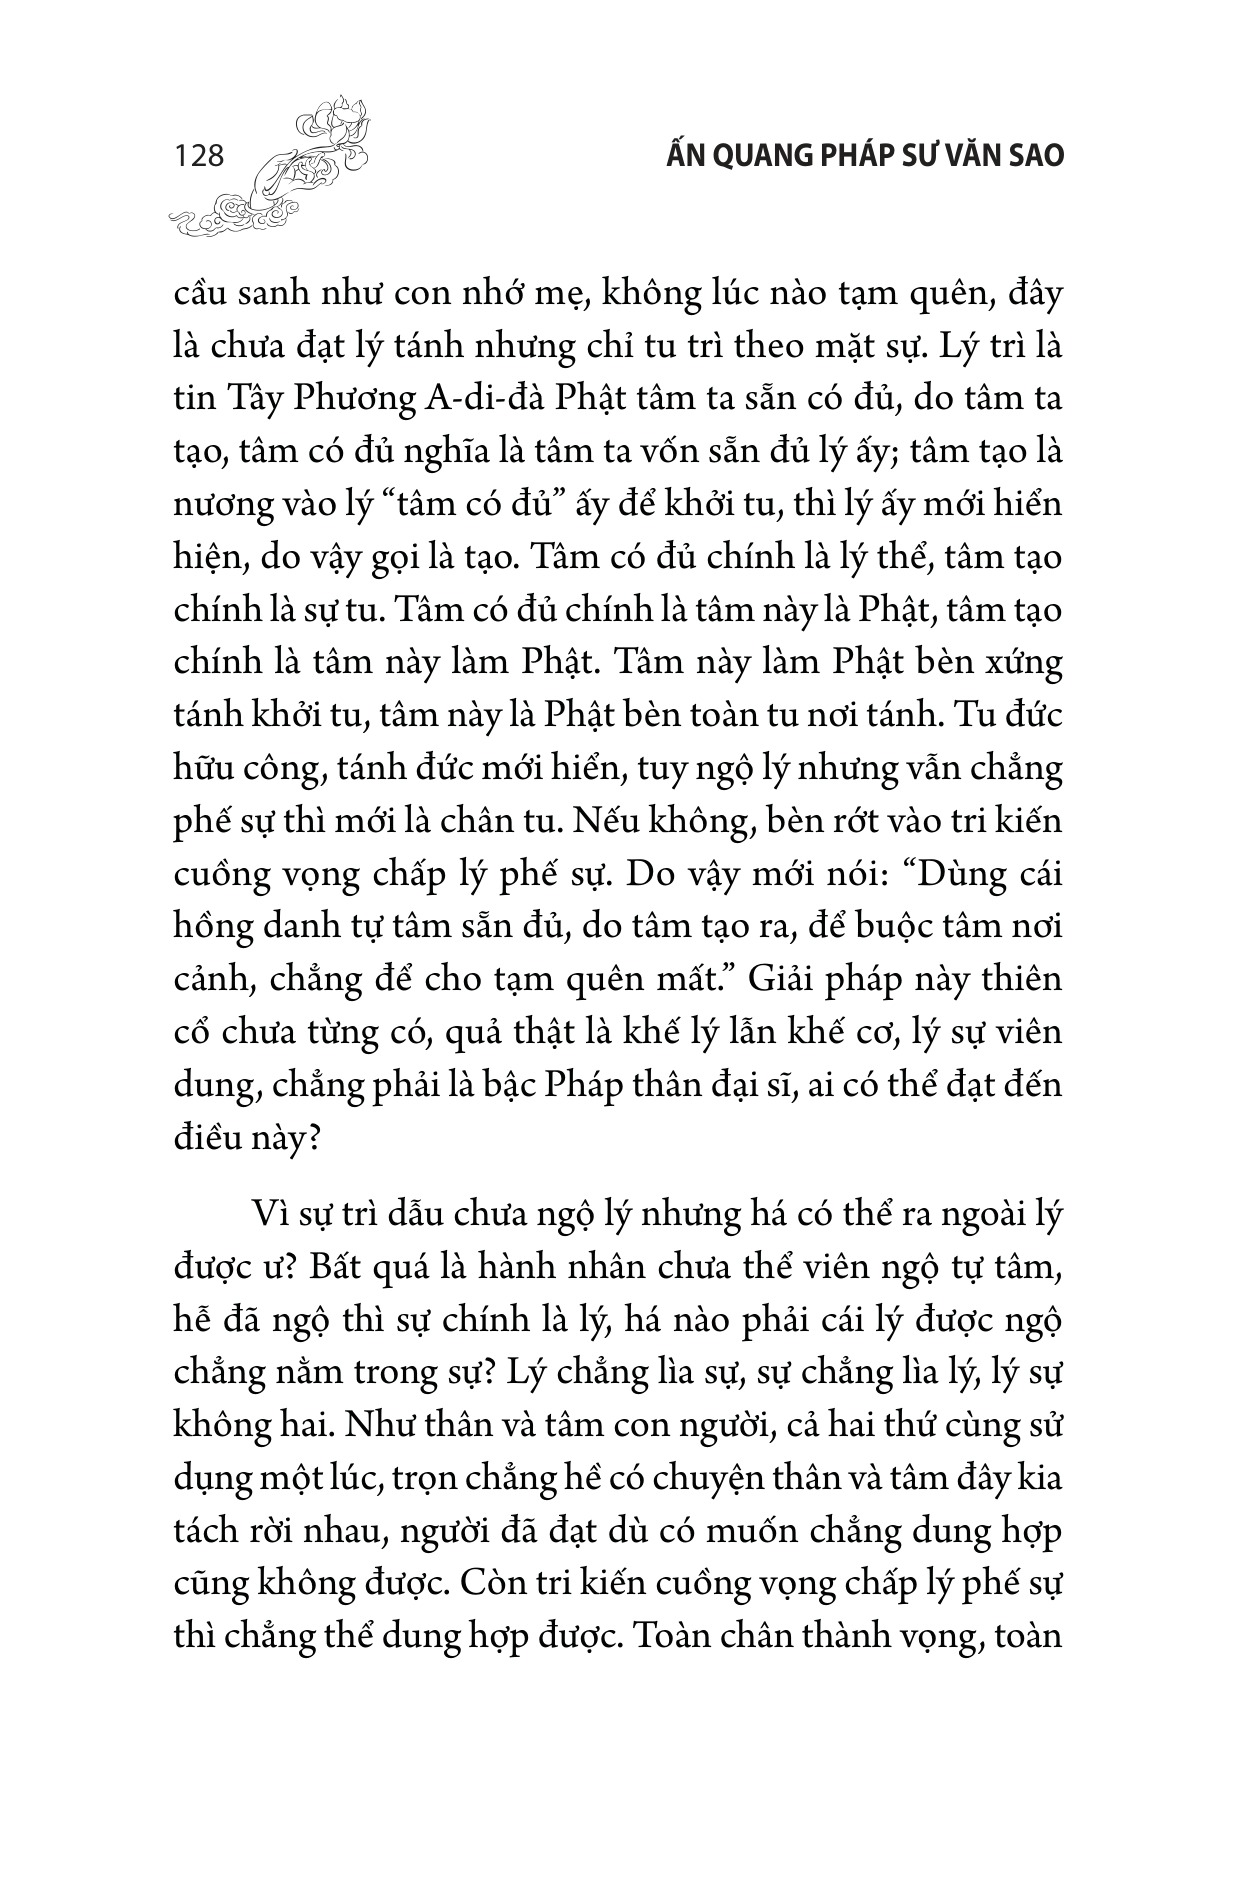 128
ẤN QUANG PHÁP SƯ VĂN SAO
cầu sanh như con nhớ mẹ, không lúc nào tạm quên, đây
là chưa đạt lý tánh nhưng chỉ tu trì theo mặt sự. Lý trì là
tin Tây Phương A-di-đà Phật tâm ta sẵn có đủ, do tâm ta
tạo, tâm có đủ nghĩa là tâm ta vốn sẵn đủ lý ấy; tâm tạo là
nương vào lý “tâm có đủ” ấy để khởi tu, thì lý ấy mới hiển
hiện, do vậy gọi là tạo. Tâm có đủ chính là lý thể, tâm tạo
chính là sự tu. Tâm có đủ chính là tâm này là Phật, tâm tạo
chính là tâm này làm Phật. Tâm này làm Phật bèn xứng
tánh khởi tu, tâm này là Phật bèn toàn tu nơi tánh. Tu đức
hữu công, tánh đức mới hiển, tuy ngộ lý nhưng vẫn chẳng
phế sự thì mới là chân tu. Nếu không, bèn rớt vào tri kiến
cuồng vọng chấp lý phế sự. Do vậy mới nói: “Dùng cái
hồng danh tự tâm sẵn đủ, do tâm tạo ra, để buộc tâm nơi
cảnh, chẳng để cho tạm quên mất.” Giải pháp này thiên
cổ chưa từng có, quả thật là khế lý lẫn khế cơ, lý sự viên
dung, chẳng phải là bậc Pháp thân đại sĩ, ai có thể đạt đến
điều này?
Vì sự trì dẫu chưa ngộ lý nhưng há có thể ra ngoài lý
được ư? Bất quá là hành nhân chưa thể viên ngộ tự tâm,
hễ đã ngộ thì sự chính là lý, há nào phải cái lý được ngộ
chẳng nằm trong sự? Lý chẳng lìa sự, sự chẳng lìa lý, lý sự
không hai. Như thân và tâm con người, cả hai thứ cùng sử
dụng một lúc, trọn chẳng hề có chuyện thân và tâm đây kia
tách rời nhau, người đã đạt dù có muốn chẳng dung hợp
cũng không được. Còn tri kiến cuồng vọng chấp lý phế sự
thì chẳng thể dung hợp được. Toàn chân thành vọng, toàn